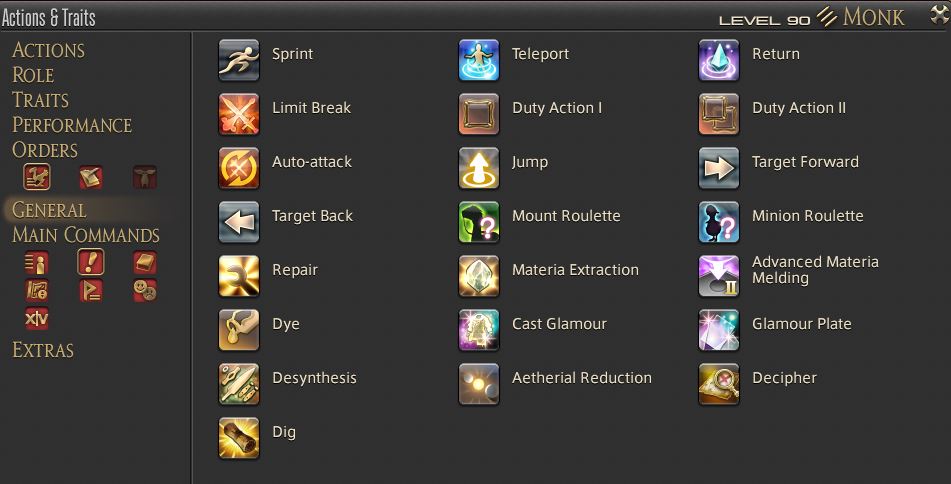 Actions & Traits
LEVEL 90 MONK
ACTIONS
ROLE
TRAITS
PERFORMANCE
ORDERS
GENERAL
MAIN COMMANDS
XIV
EXTRAS
Sprint
Teleport
Return
Limit Break
Duty Action I
Duty Action II
Auto-attack
Jump
Target Forward
Target Back
Mount Roulette
Minion Roulette
Repair
Materia Extraction
Advanced Materia
Melding
II
Dye
Cast Glamour
Glamour Plate
Desynthesis
Aetherial Reduction
Decipher
Dig